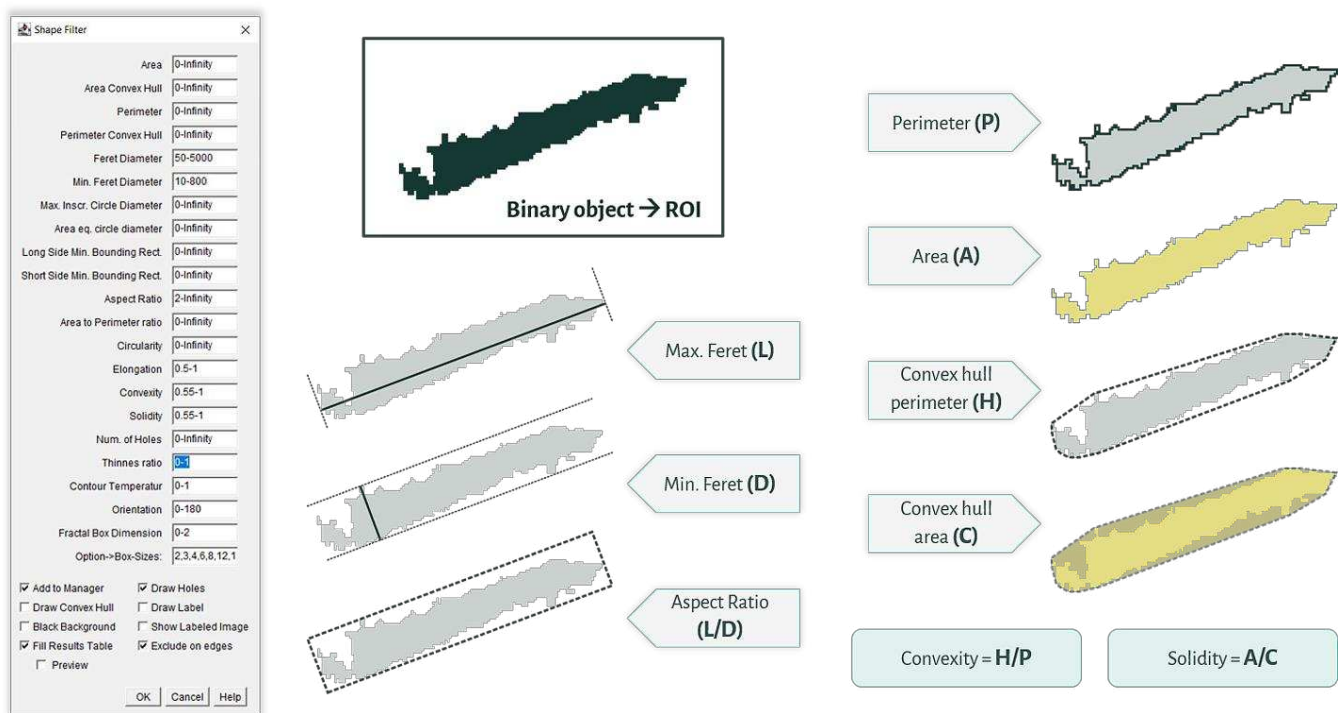 Shape Filter
Area 0-Infinity
Area Convex Hull 0-Infinity
Perimeter 0-Infinity
Perimeter Convex Hull 0-Infinity
Feret Diameter 50-5000
Min. Feret Diameter 10-800
Max. Inscr. Circle Diameter 0-Infinity
Area eq. circle diameter 0-Infinity
Long Side Min. Bounding Rect. 0-Infinity
Short Side Min. Bounding Rect. 0-Infinity
Aspect Ratio 2-Infinity
Area to Perimeter ratio 0-Infinity
Circularity 0-Infinity
Elongation 0.5-1
Convexity 0.55-1
Solidity 0.55-1
Num. of Holes 0-Infinity
Thinnes ratio 0-1
Contour Temperatur 0-1
Orientation 0-180
Fractal Box Dimension 0-2
Option->Box-Sizes: 2,3,4,6,8,12,1
Add to Manager Draw Holes
Draw Convex Hull Draw Label
Black Background Show Labeled Image
Fill Results Table Exclude on edges
Preview
OK Cancel Help
Binary object → ROI
Max. Feret (L)
Min. Feret (D)
Aspect Ratio
(L/D)
Perimeter (P)
Area (A)
Convex hull
perimeter (H)
Convex hull
area (C)
Convexity = H/P
Solidity = A/C